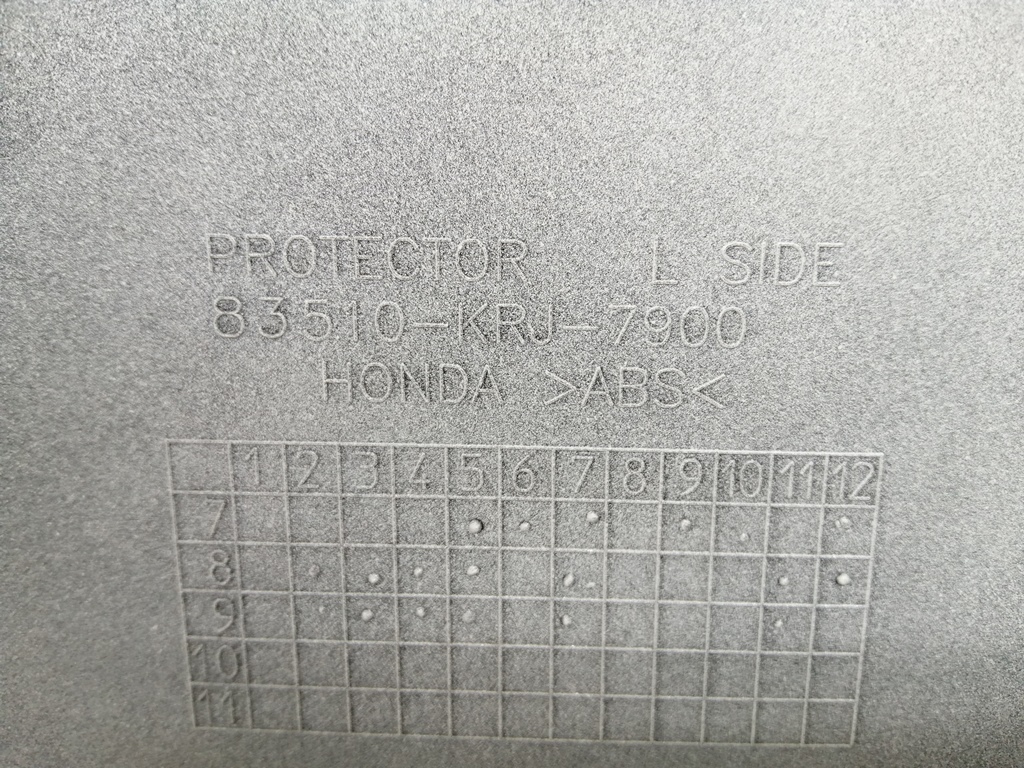 PROTECTOR L SIDE
83510-KRJ-7900
HONDA >ABS<
1 2 3 4 5 6 7 8 9 10 11 12
7
8
9
10
11